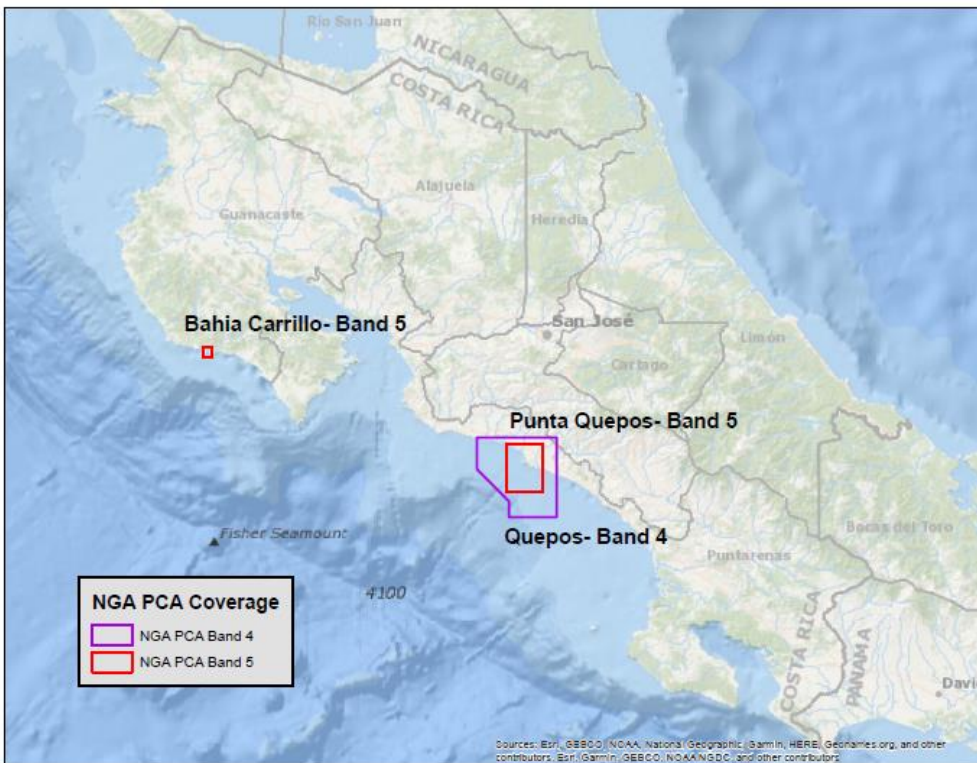 Río San Juan
NICARAGUA
COSTA RICA
Alajuela
Guanacaste
Heredia
Bahia Carrillo- Band 5
San José
Limón
Cartago
Punta Quepos- Band 5
Quepos- Band 4
Fisher Seamount
Bocas del Toro
Puntarenas
4100
NGA PCA Coverage
NGA PCA Band 4
NGA PCA Band 5
COSTA RICA
PANAMA
Davi
Sources: Esri, GEBCO, NOAA, National Geographic, Garmin, HERE, Geonames.org, and other
contributors, Esri, Garmin, GEBCO, NOAA NGDC, and other contributors